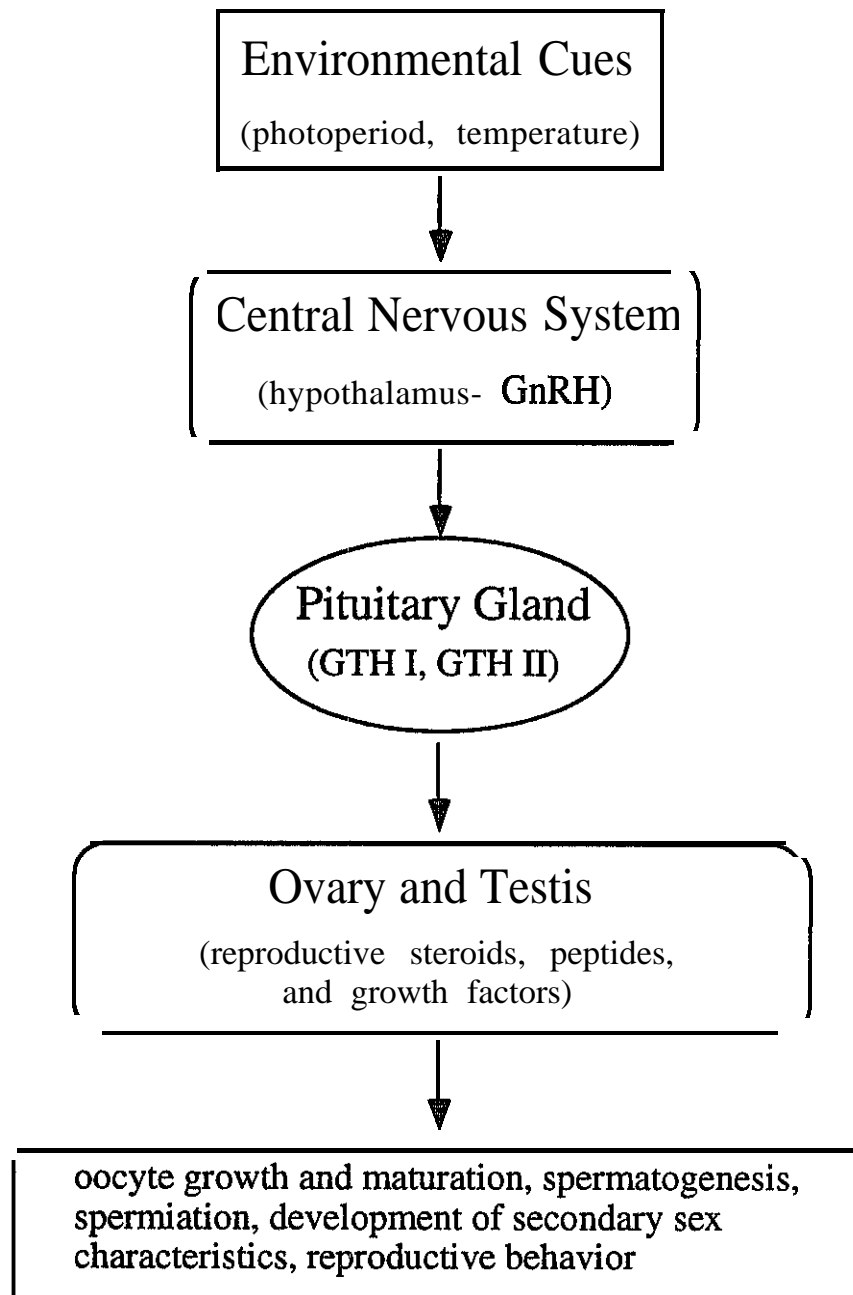 Environmental Cues
(photoperiod, temperature)
Central Nervous System
(hypothalamus- GnRH)
Pituitary Gland
(GTH I, GTH II)
Ovary and Testis
(reproductive steroids, peptides,
and growth factors)
oocyte growth and maturation, spermatogenesis,
spermiation, development of secondary sex
characteristics, reproductive behavior